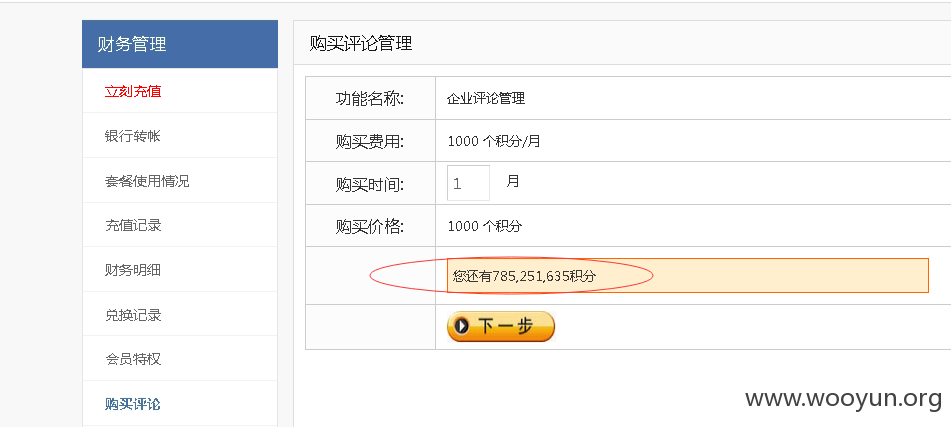 财务管理
立刻充值
银行转帐
套餐使用情况
充值记录
财务明细
兑换记录
会员特权
购买评论
购买评论管理
功能名称: 企业评论管理
购买费用: 1000 个积分/月
购买时间: 1 月
购买价格: 1000 个积分
您还有785,251,635积分
下一步
www.wooyun.org